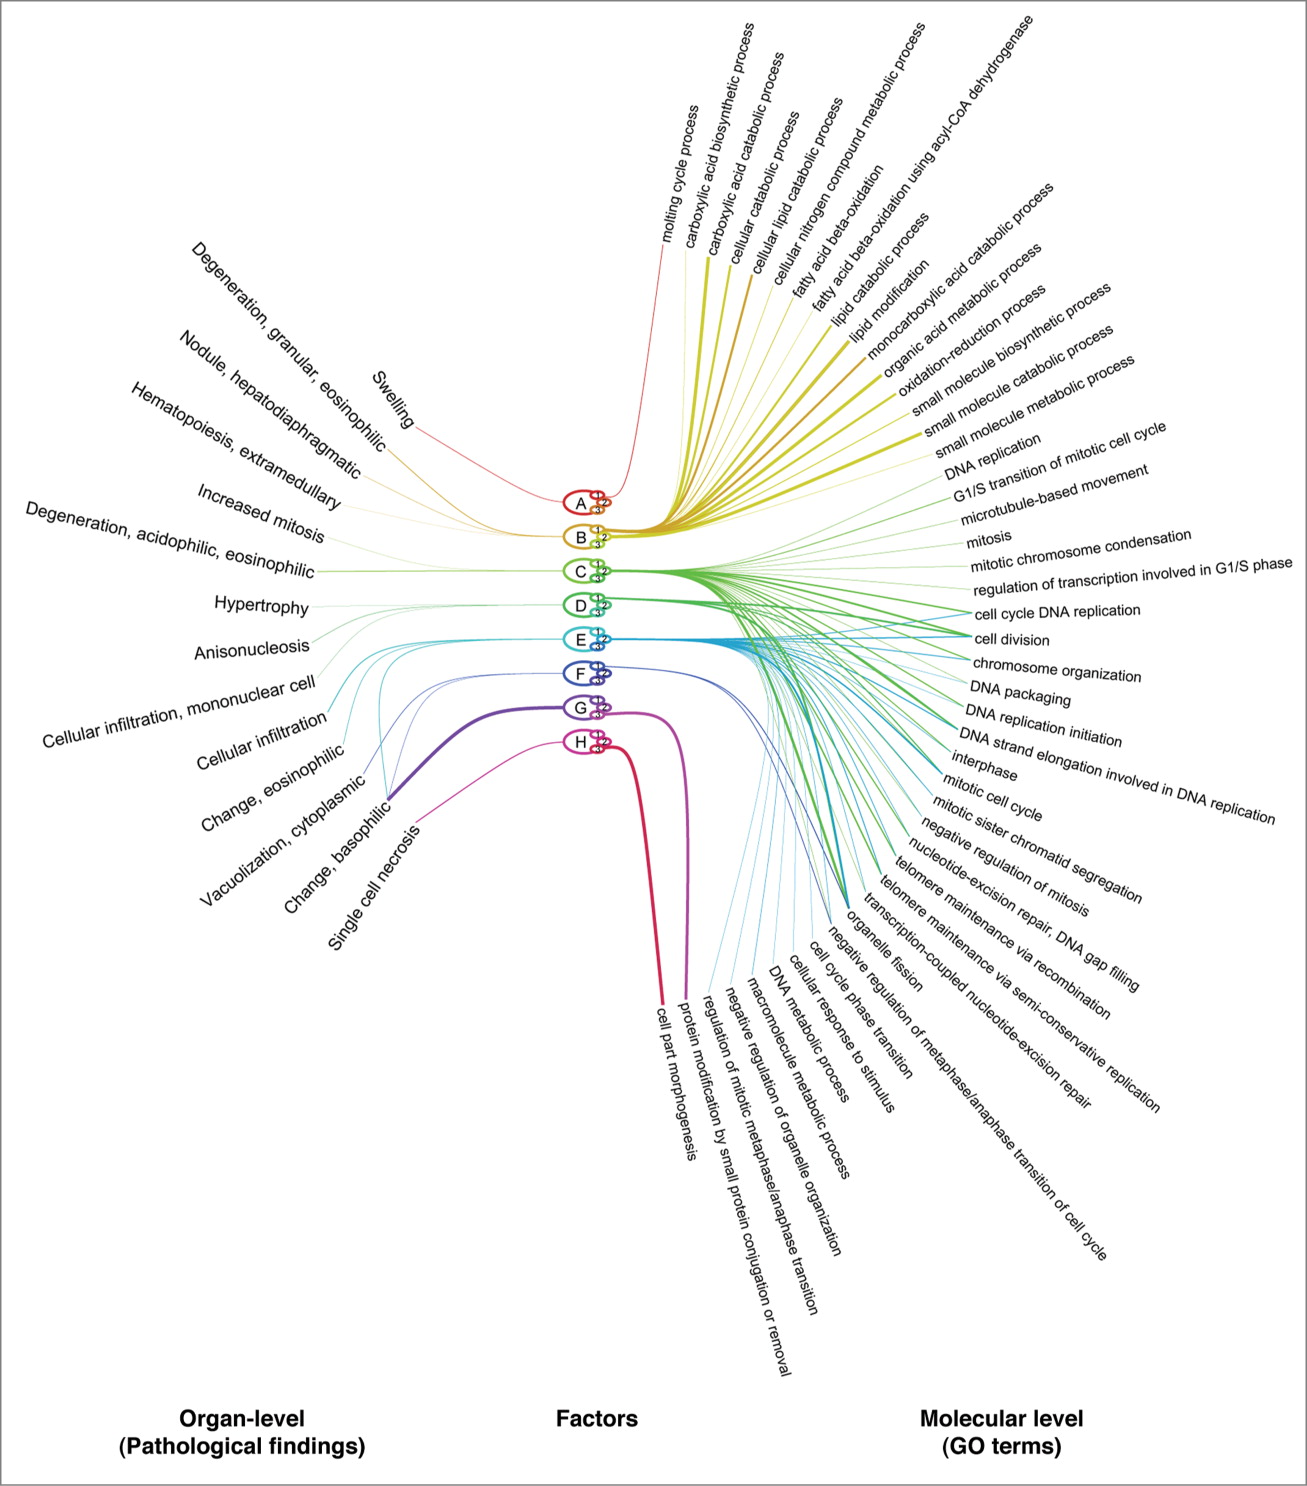 Swelling
Degeneration, granular, eosinophilic
Nodule, hepatodiaphragmatic
Hematopoiesis, extramedullary
Increased mitosis
Degeneration, acidophilic, eosinophilic
Hypertrophy
Anisonucleosis
Cellular infiltration, mononuclear cell
Cellular infiltration
Change, eosinophilic
Vacuolization, cytoplasmic
Change, basophilic
Single cell necrosis
A 1 2 3
B 1 2 3
C 1 2 3
D 1 2 3
E 1 2 3
F 1 2 3
G 1 2 3
H 1 2 3
molting cycle process
carboxylic acid biosynthetic process
carboxylic acid catabolic process
cellular catabolic process
cellular lipid catabolic process
cellular nitrogen compound metabolic process
fatty acid beta-oxidation
fatty acid beta-oxidation using acyl-CoA dehydrogenase
lipid catabolic process
lipid modification
monocarboxylic acid catabolic process
organic acid metabolic process
oxidation-reduction process
small molecule biosynthetic process
small molecule catabolic process
small molecule metabolic process
DNA replication
G1/S transition of mitotic cell cycle
microtubule-based movement
mitosis
mitotic chromosome condensation
regulation of transcription involved in G1/S phase
cell cycle DNA replication
cell division
chromosome organization
DNA packaging
DNA replication initiation
DNA strand elongation involved in DNA replication
interphase
mitotic cell cycle
mitotic sister chromatid segregation
negative regulation of mitosis
nucleotide-excision repair, DNA gap filling
telomere maintenance via recombination
telomere maintenance via semi-conservative replication
transcription-coupled nucleotide-excision repair
organelle fission
negative regulation of metaphase/anaphase transition of cell cycle
cell cycle phase transition
cellular response to stimulus
DNA metabolic process
macromolecule metabolic process
negative regulation of organelle organization
regulation of mitotic metaphase/anaphase transition
protein modification by small protein conjugation or removal
cell part morphogenesis
Organ-level
(Pathological findings)
Factors
Molecular level
(GO terms)